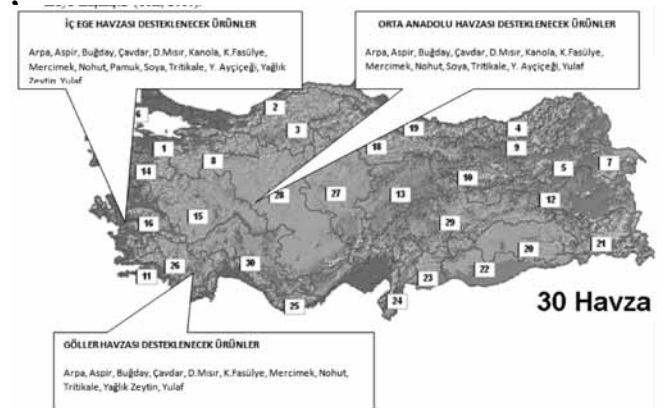 İÇ EGE HAVZASI DESTEKLENECEK ÜRÜNLER
Arpa, Aspir, Buğday, Çavdar, D.Mısır, Kanola, K.Fasülye,
Mercimek, Nohut, Pamuk, Soya, Tritikale, Y. Ayçiçeği, Yağlık
Zeytin, Yulaf
ORTA ANADOLU HAVZASI DESTEKLENECEK ÜRÜNLER
Arpa, Aspir, Buğday, Çavdar, D.Mısır, Kanola, K.Fasülye,
Mercimek, Nohut, Soya, Tritikale, Y. Ayçiçeği, Yulaf
6
2
3
19
4
1
8
18
9
5
7
14
10
12
28
27
13
16
15
29
20
21
11
26
30
23
22
25
24
30 Havza
GÖLLER HAVZASI DESTEKLENECEK ÜRÜNLER
Arpa, Aspir, Buğday, Çavdar, D.Mısır, K.Fasülye, Mercimek, Nohut,
Tritikale, Yağlık Zeytin, Yulaf